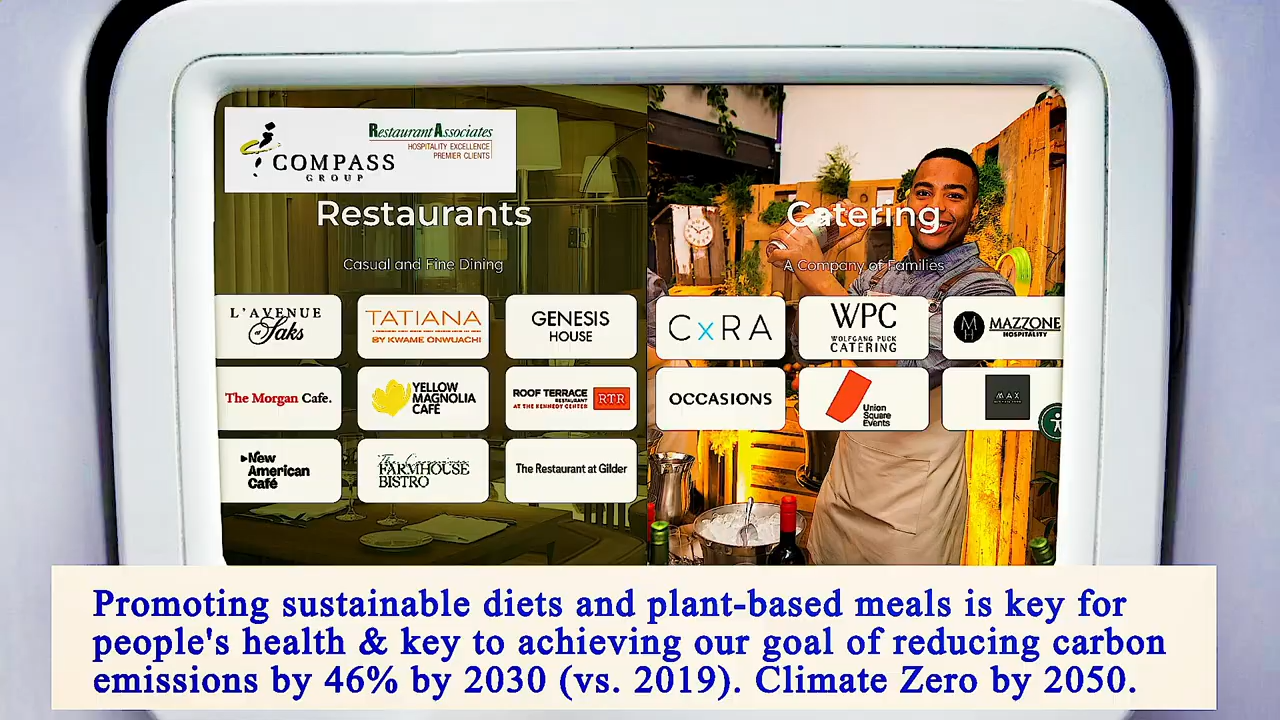 COMPASS
GROUP
Restaurant Associates
HOSPITALITY EXCELLENCE
PREMIER CLIENTS
Restaurants
Casual and Fine Dining
L'AVENUE
at Saks
TATIANA
BY KWAME ONWUACHI
GENESIS
HOUSE
The Morgan Cafe.
YELLOW
MAGNOLIA
CAFÉ
ROOF TERRACE
RESTAURANT
AT THE KENNEDY CENTER
RTR
New
American
Café
FARMHOUSE
BISTRO
The Restaurant at Gilder
Catering
A Company of Families
CxRA
WPC
WOLFGANG PUCK
CATERING
MH
MAZZONE
HOSPITALITY
OCCASIONS
Union
Square
Events
MAX
Promoting sustainable diets and plant-based meals is key for
people's health & key to achieving our goal of reducing carbon
emissions by 46% by 2030 (vs. 2019). Climate Zero by 2050.